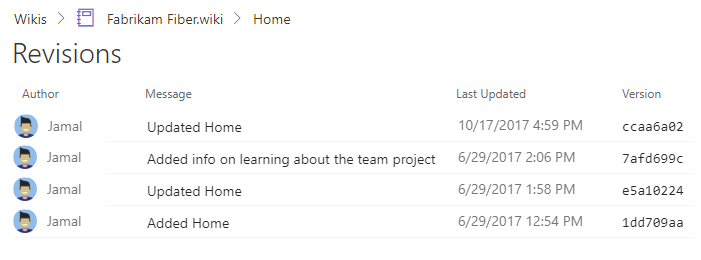 Wikis > Fabrikam Fiber.wiki > Home
Revisions
Author Message Last Updated Version
Jamal Updated Home 10/17/2017 4:59 PM ccaa6a02
Jamal Added info on learning about the team project 6/29/2017 2:06 PM 7afd699c
Jamal Updated Home 6/29/2017 1:58 PM e5a10224
Jamal Added Home 6/29/2017 12:54 PM 1dd709aa